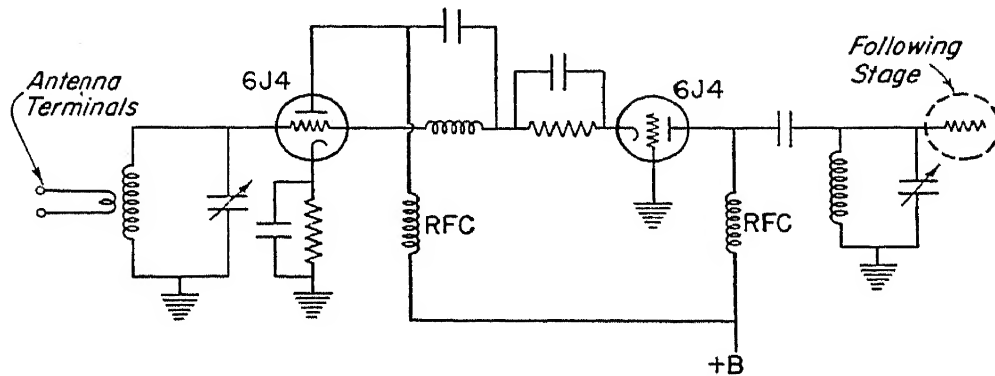 Antenna
Terminals
6J4
6J4
Following
Stage
RFC
RFC
+B